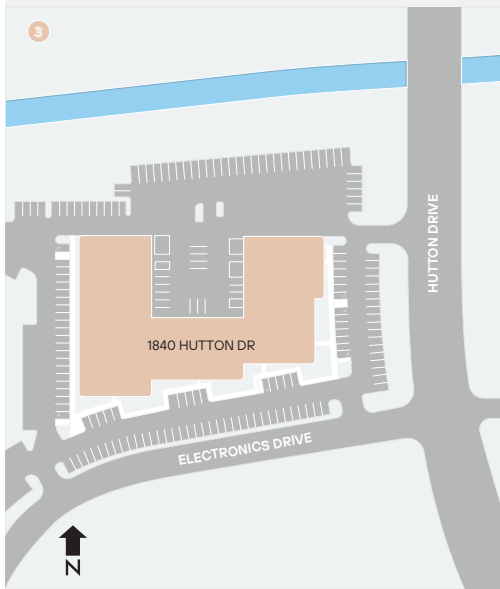 3
HUTTON DRIVE
1840 HUTTON DR
ELECTRONICS DRIVE
N